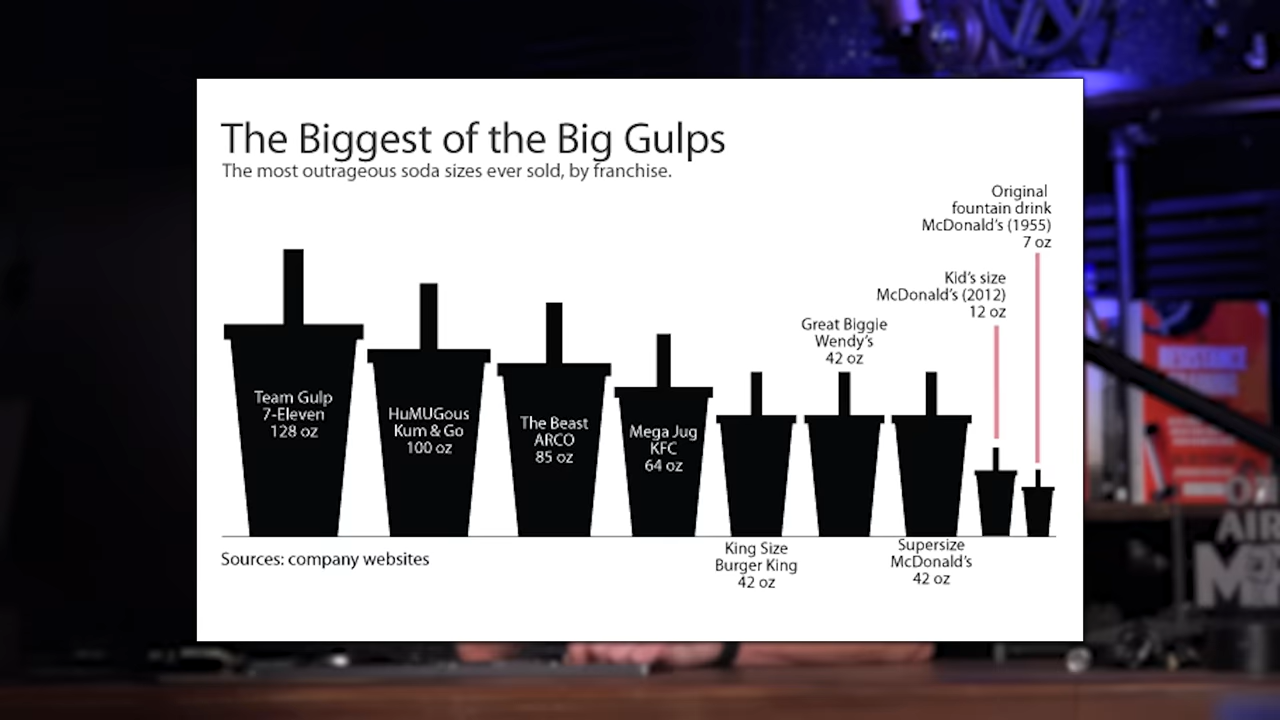 The Biggest of the Big Gulps
The most outrageous soda sizes ever sold, by franchise.
Team Gulp
7-Eleven
128 oz
HuMUGous
Kum & Go
100 oz
The Beast
ARCO
85 oz
Mega Jug
KFC
64 oz
King Size
Burger King
42 oz
Great Biggie
Wendy's
42 oz
Supersize
McDonald's
42 oz
Kid's size
McDonald's (2012)
12 oz
Original
fountain drink
McDonald's (1955)
7 oz
Sources: company websites
AIR